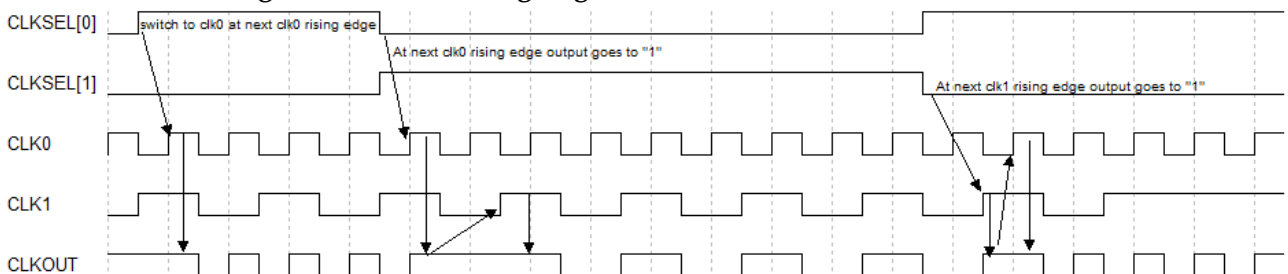 CLKSEL[0]
switch to clk0 at next clk0 rising edge
At next clk0 rising edge output goes to "1"
CLKSEL[1]
At next clk1 rising edge output goes to "1"
CLK0
CLK1
CLKOUT